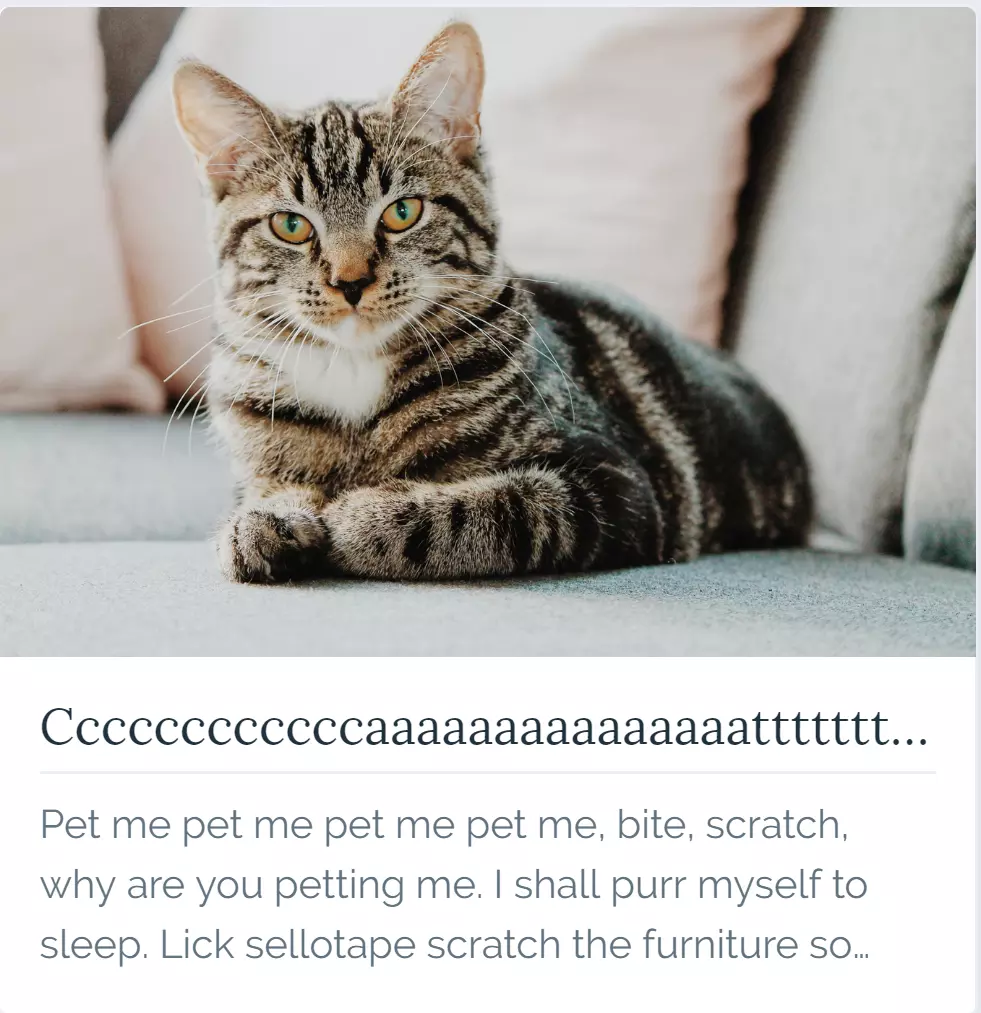 Cccccccccccccaaaaaaaaaaaaaaattttttt...
Pet me pet me pet me pet me, bite, scratch,
why are you petting me. I shall purr myself to
sleep. Lick sellotape scratch the furniture so...